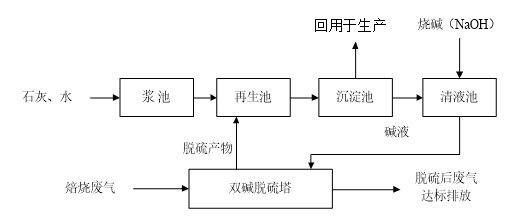 回用于生产
烧碱（NaOH）
石灰、水
浆 池
再生池
沉淀池
清液池
脱硫产物
碱液
焙烧废气
双碱脱硫塔
脱硫后废气
达标排放